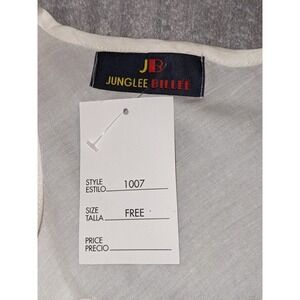 JB
JUNGLEE BILLEE
STYLE
ESTILO 1007
SIZE
TALLA FREE
PRICE
PRECIO